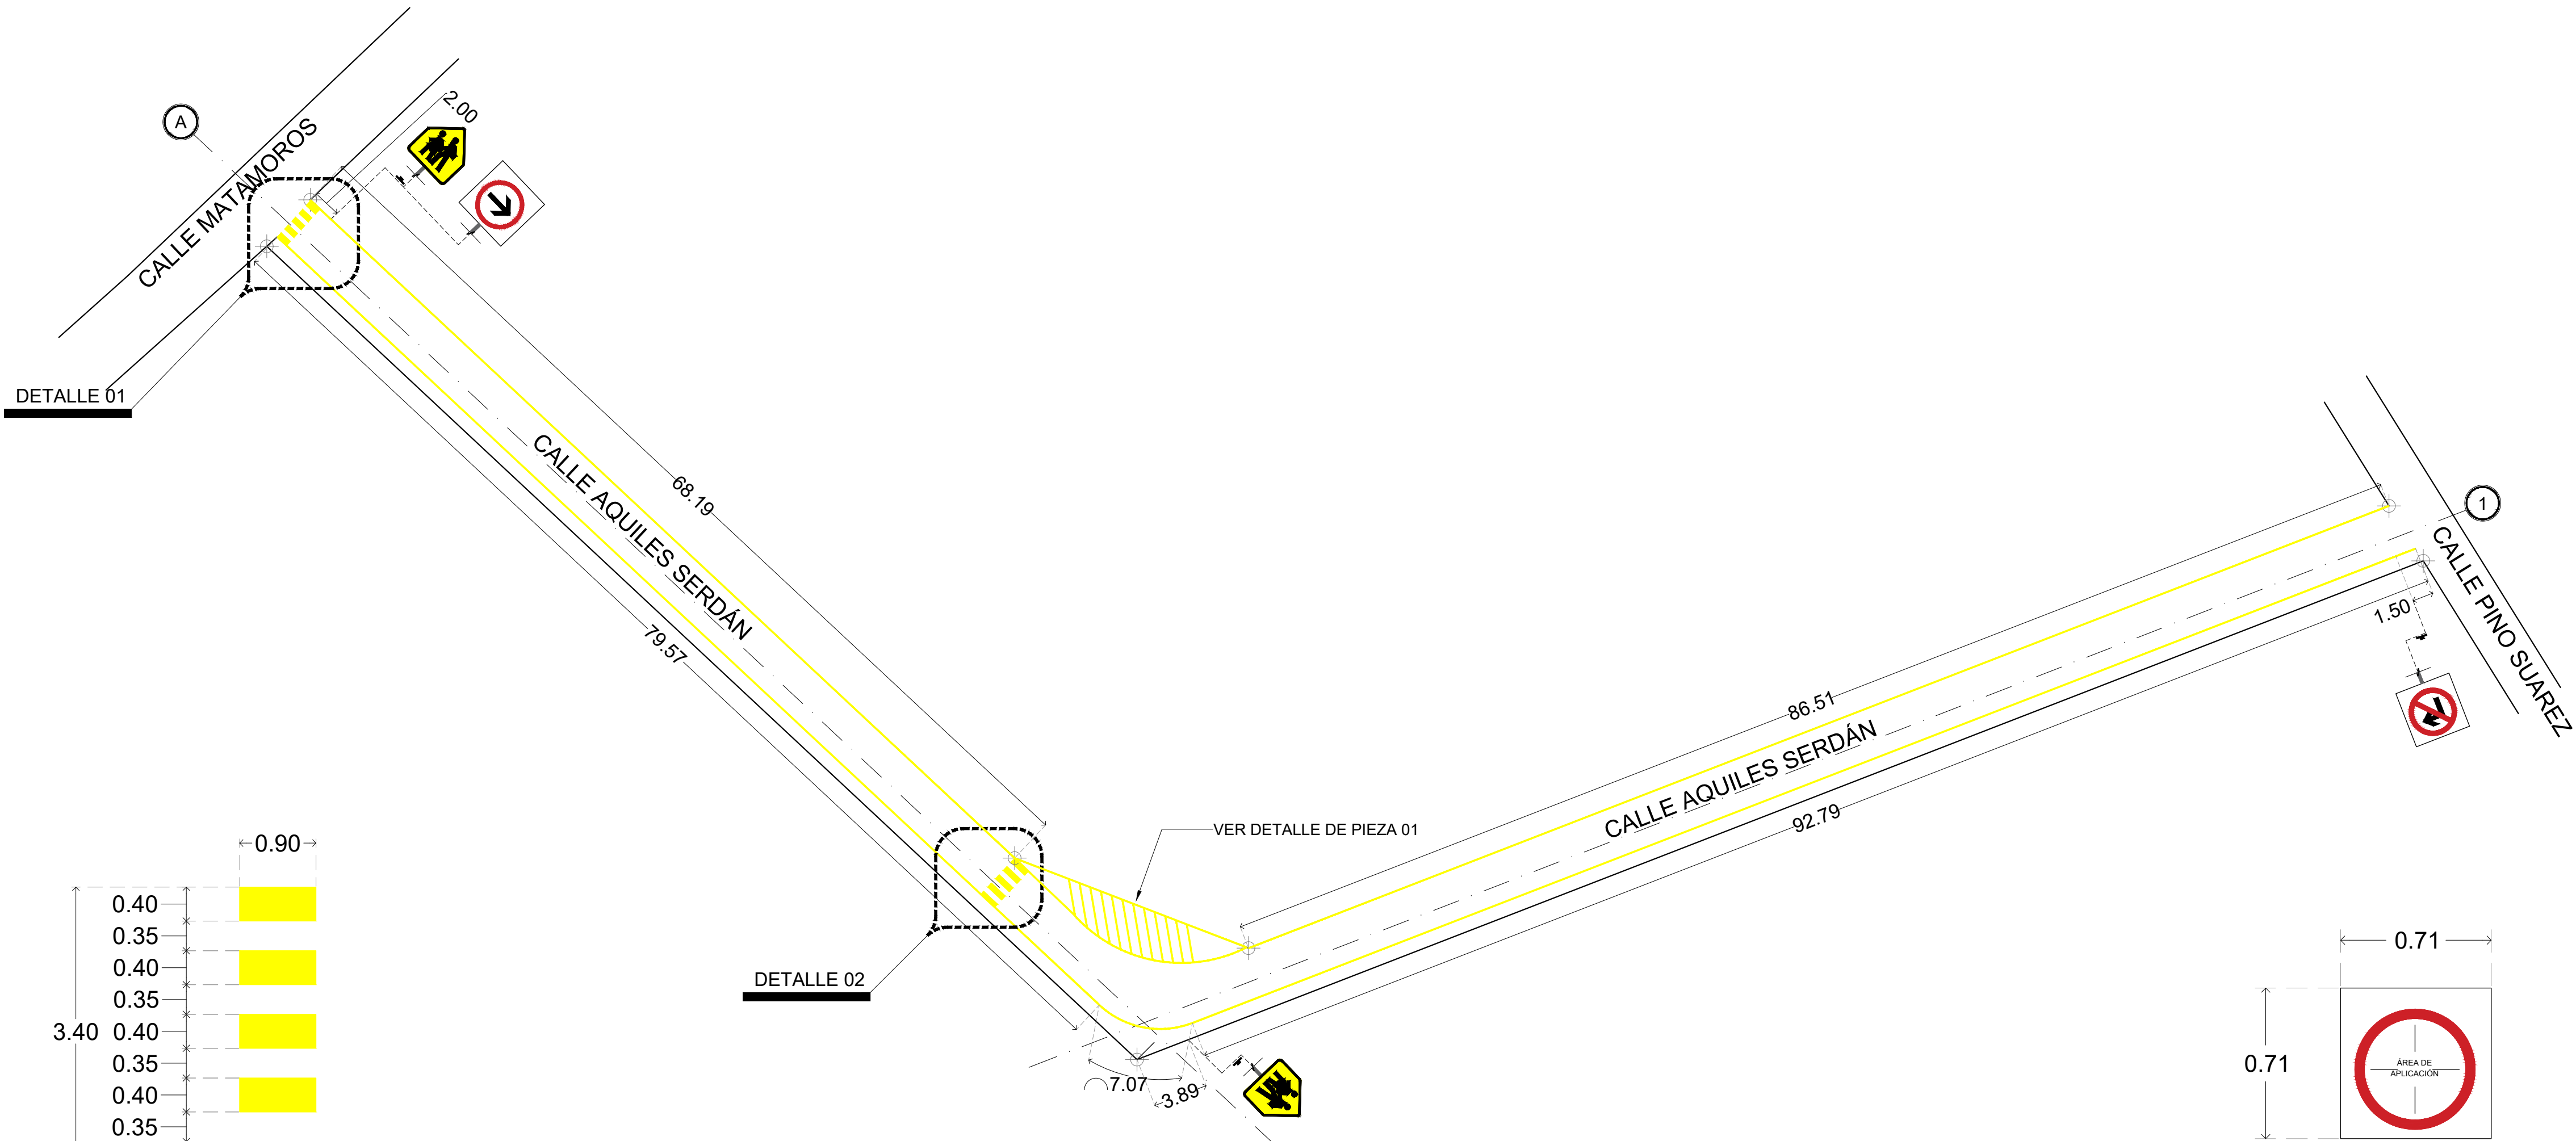 A
CALLE MATAMOROS
2.00
DETALLE 01
CALLE AQUILES SERDÁN
68.19
79.57
1
CALLE PINO SUAREZ
1.50
86.51
CALLE AQUILES SERDÁN
92.79
VER DETALLE DE PIEZA 01
DETALLE 02
7.07
3.89
0.90
0.40
0.35
0.40
0.35
3.40
0.40
0.35
0.40
0.35
0.71
0.71
ÁREA DE
APLICACIÓN